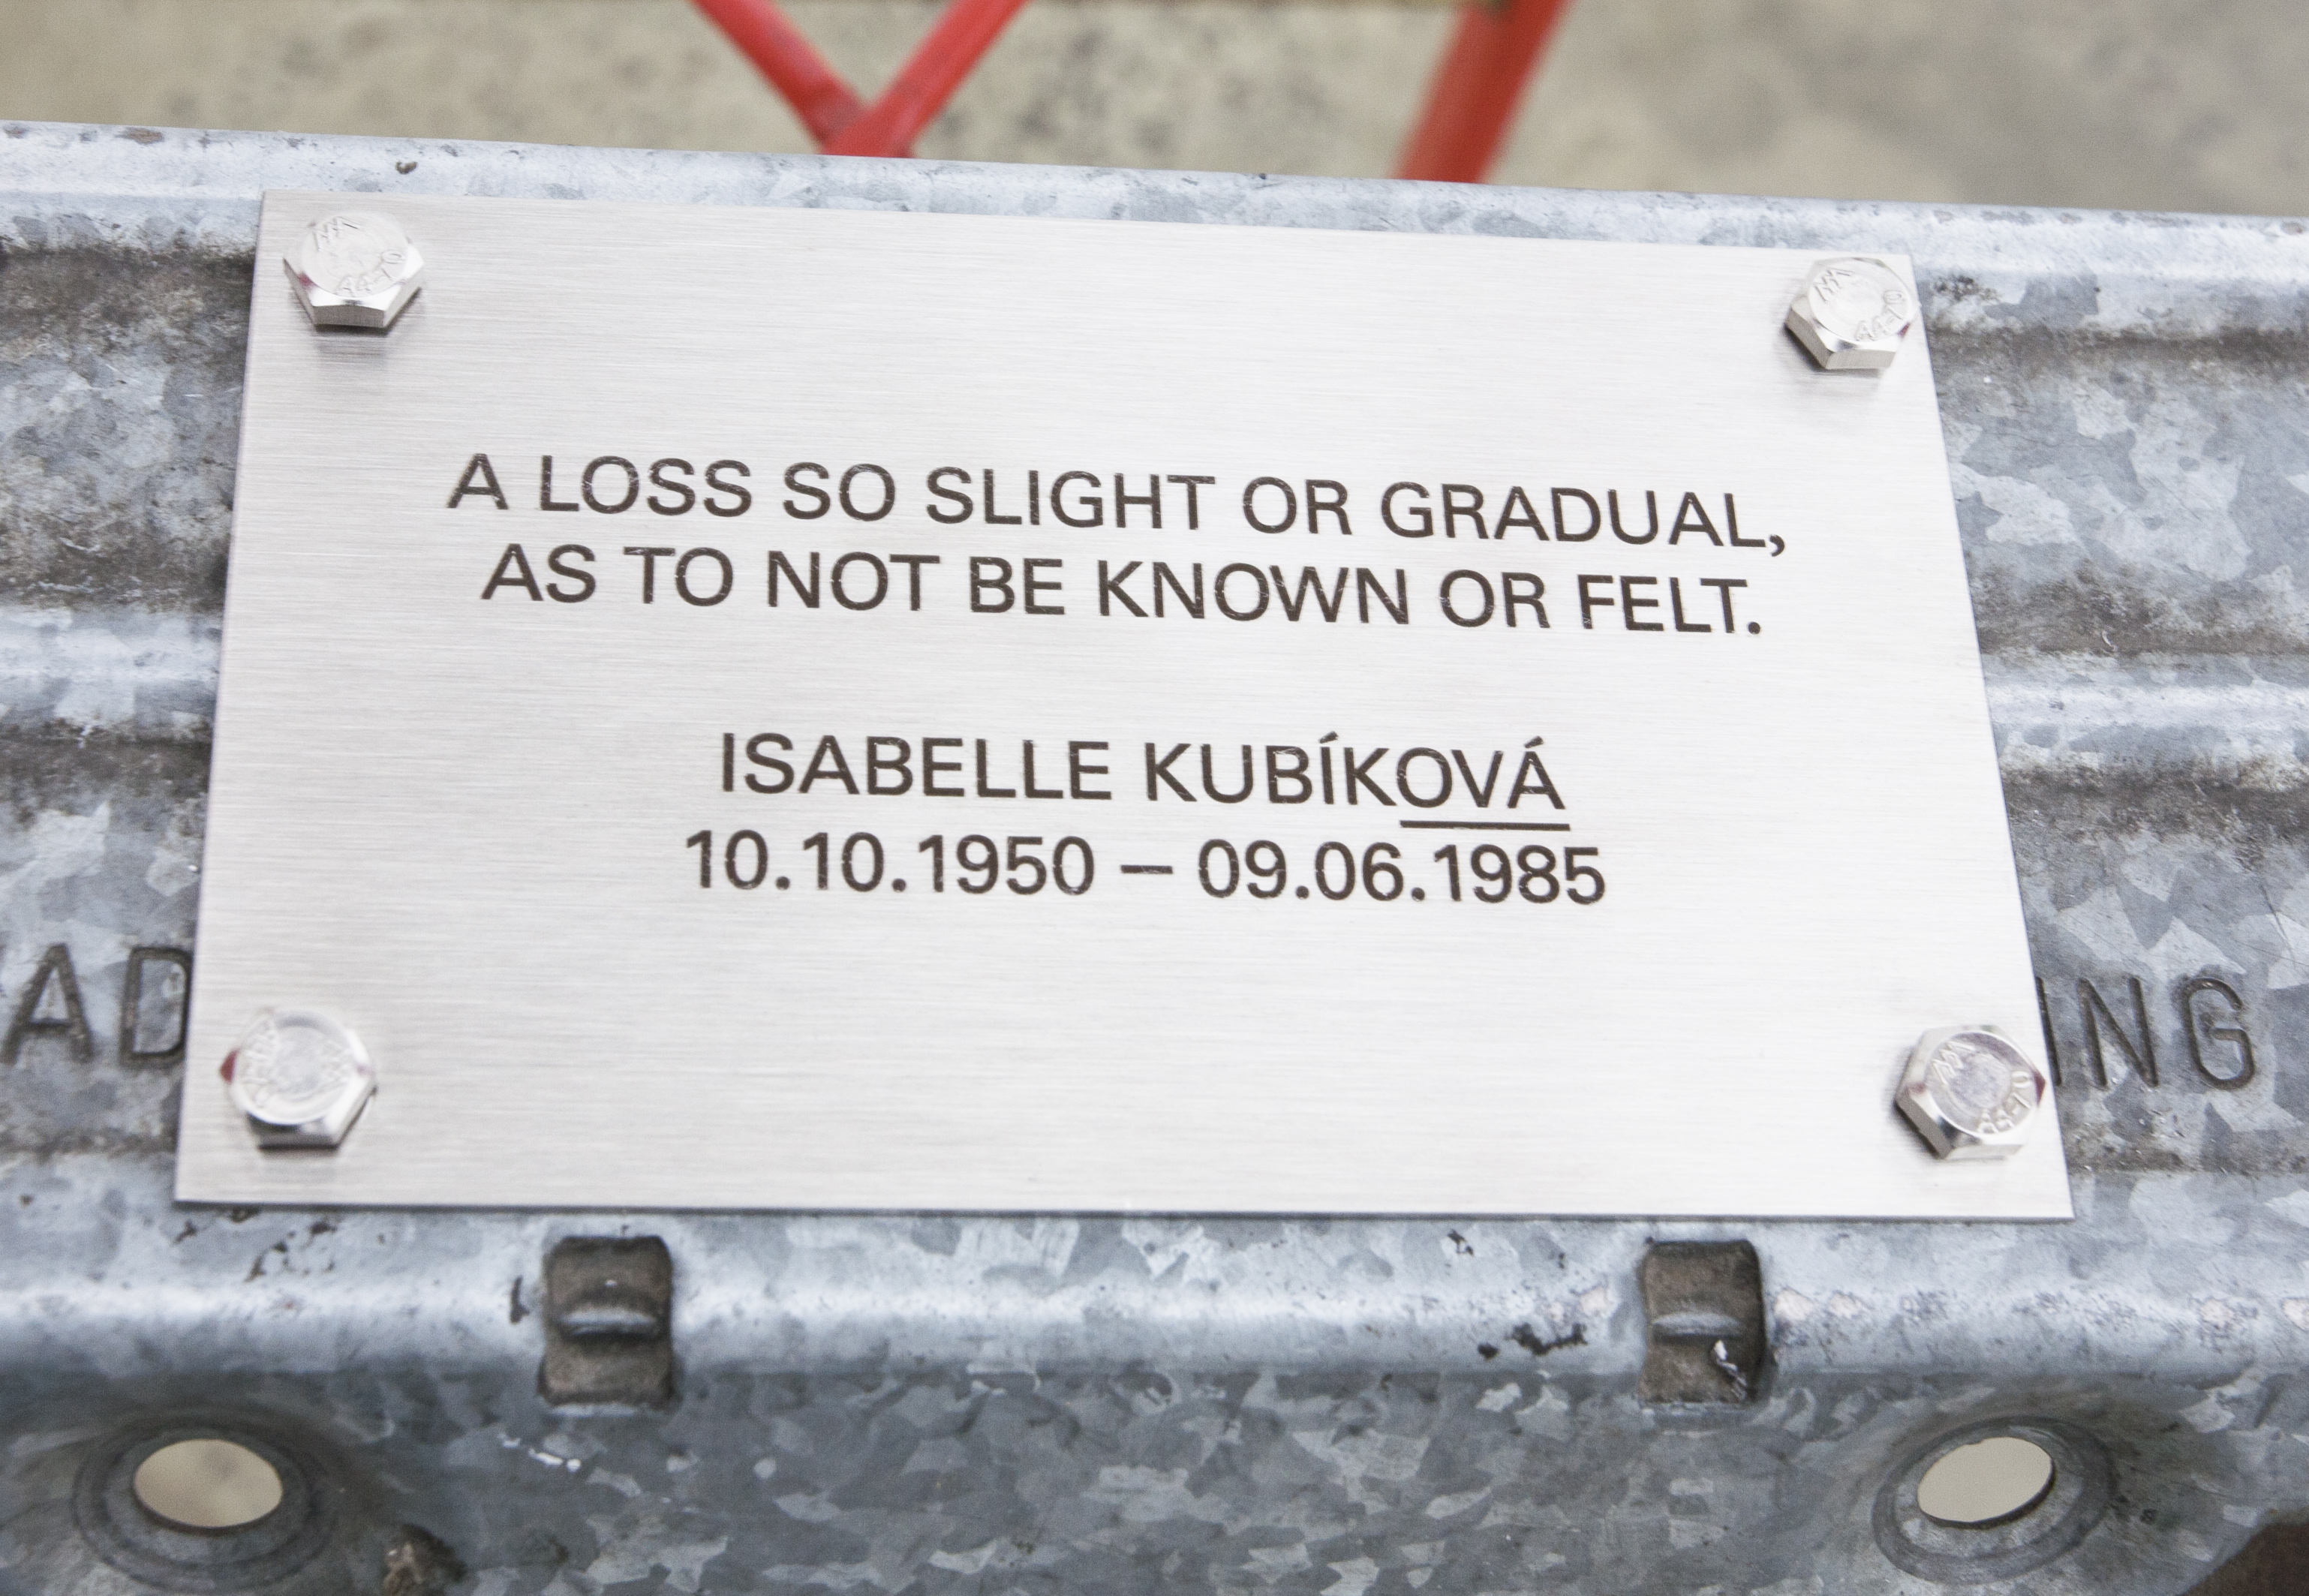 A LOSS SO SLIGHT OR GRADUAL,
AS TO NOT BE KNOWN OR FELT.
ISABELLE KUBÍKOVÁ
10.10.1950 – 09.06.1985